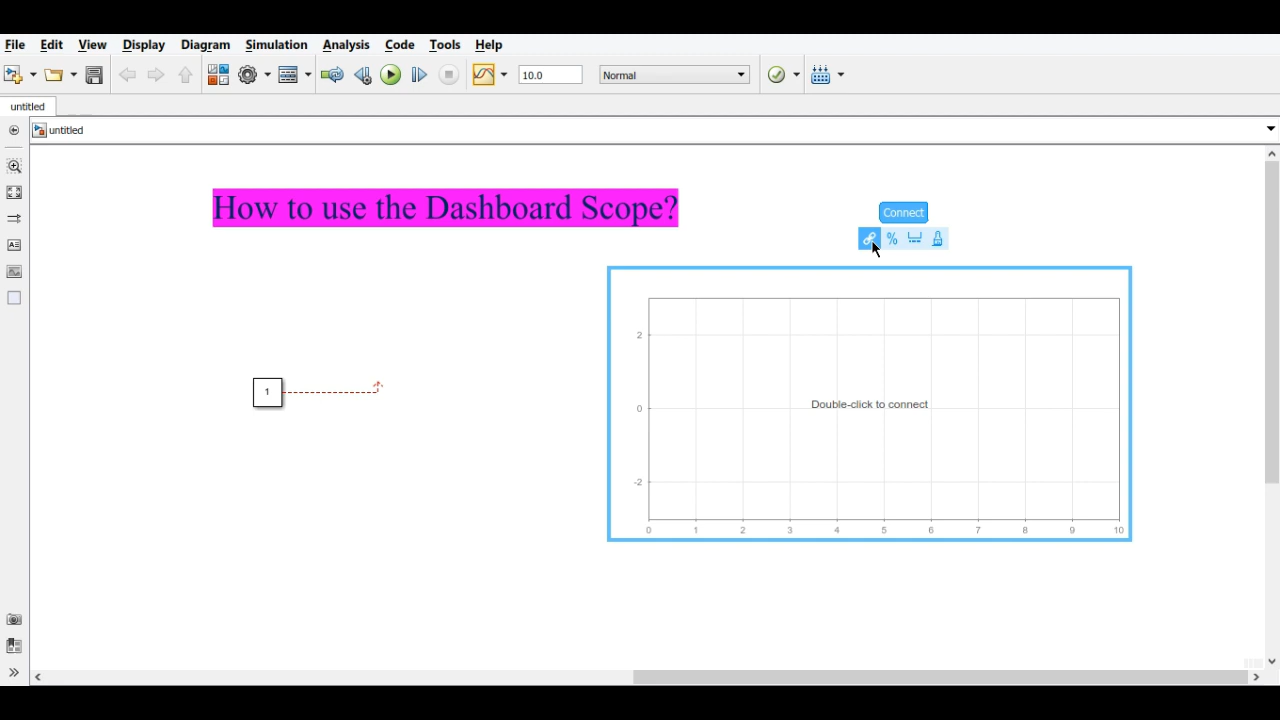 File Edit View Display Diagram Simulation Analysis Code Tools Help
10.0 Normal
untitled
untitled
How to use the Dashboard Scope?
Connect
%
2
1
Double-click to connect
0
-2
0 1 2 3 4 5 6 7 8 9 10